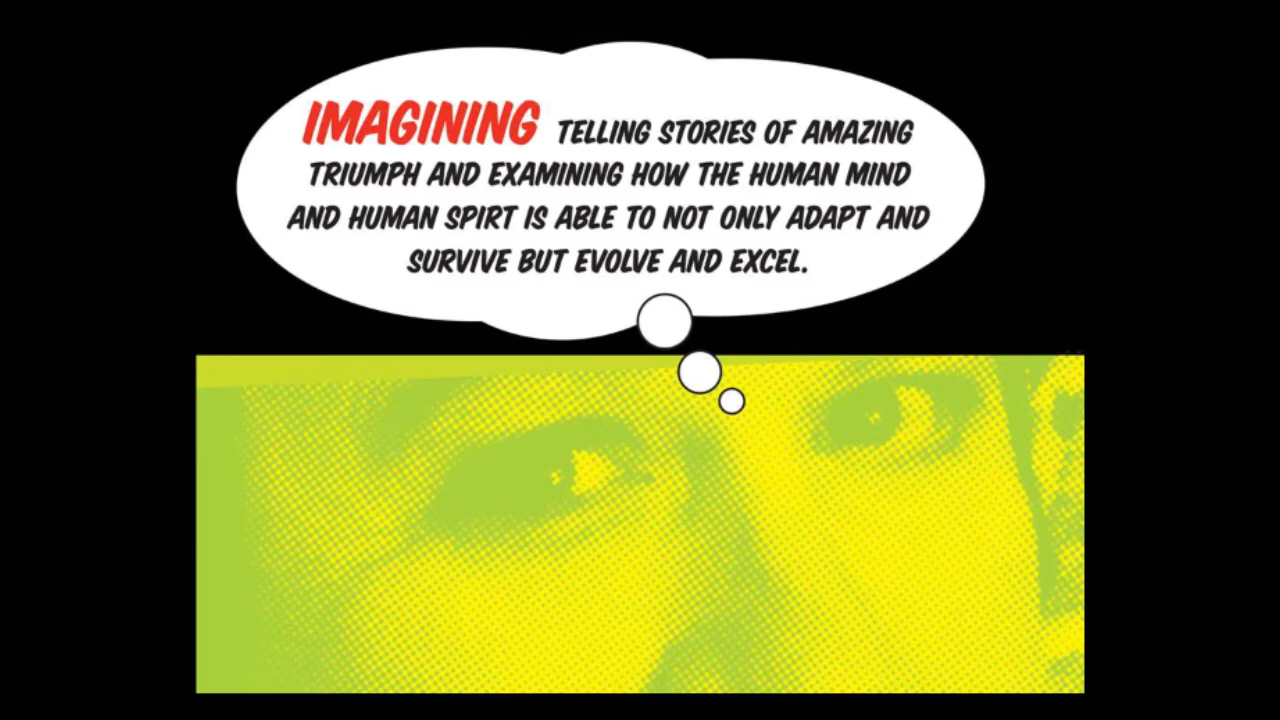 IMAGINING TELLING STORIES OF AMAZING
TRIUMPH AND EXAMINING HOW THE HUMAN MIND
AND HUMAN SPIRT IS ABLE TO NOT ONLY ADAPT AND
SURVIVE BUT EVOLVE AND EXCEL.